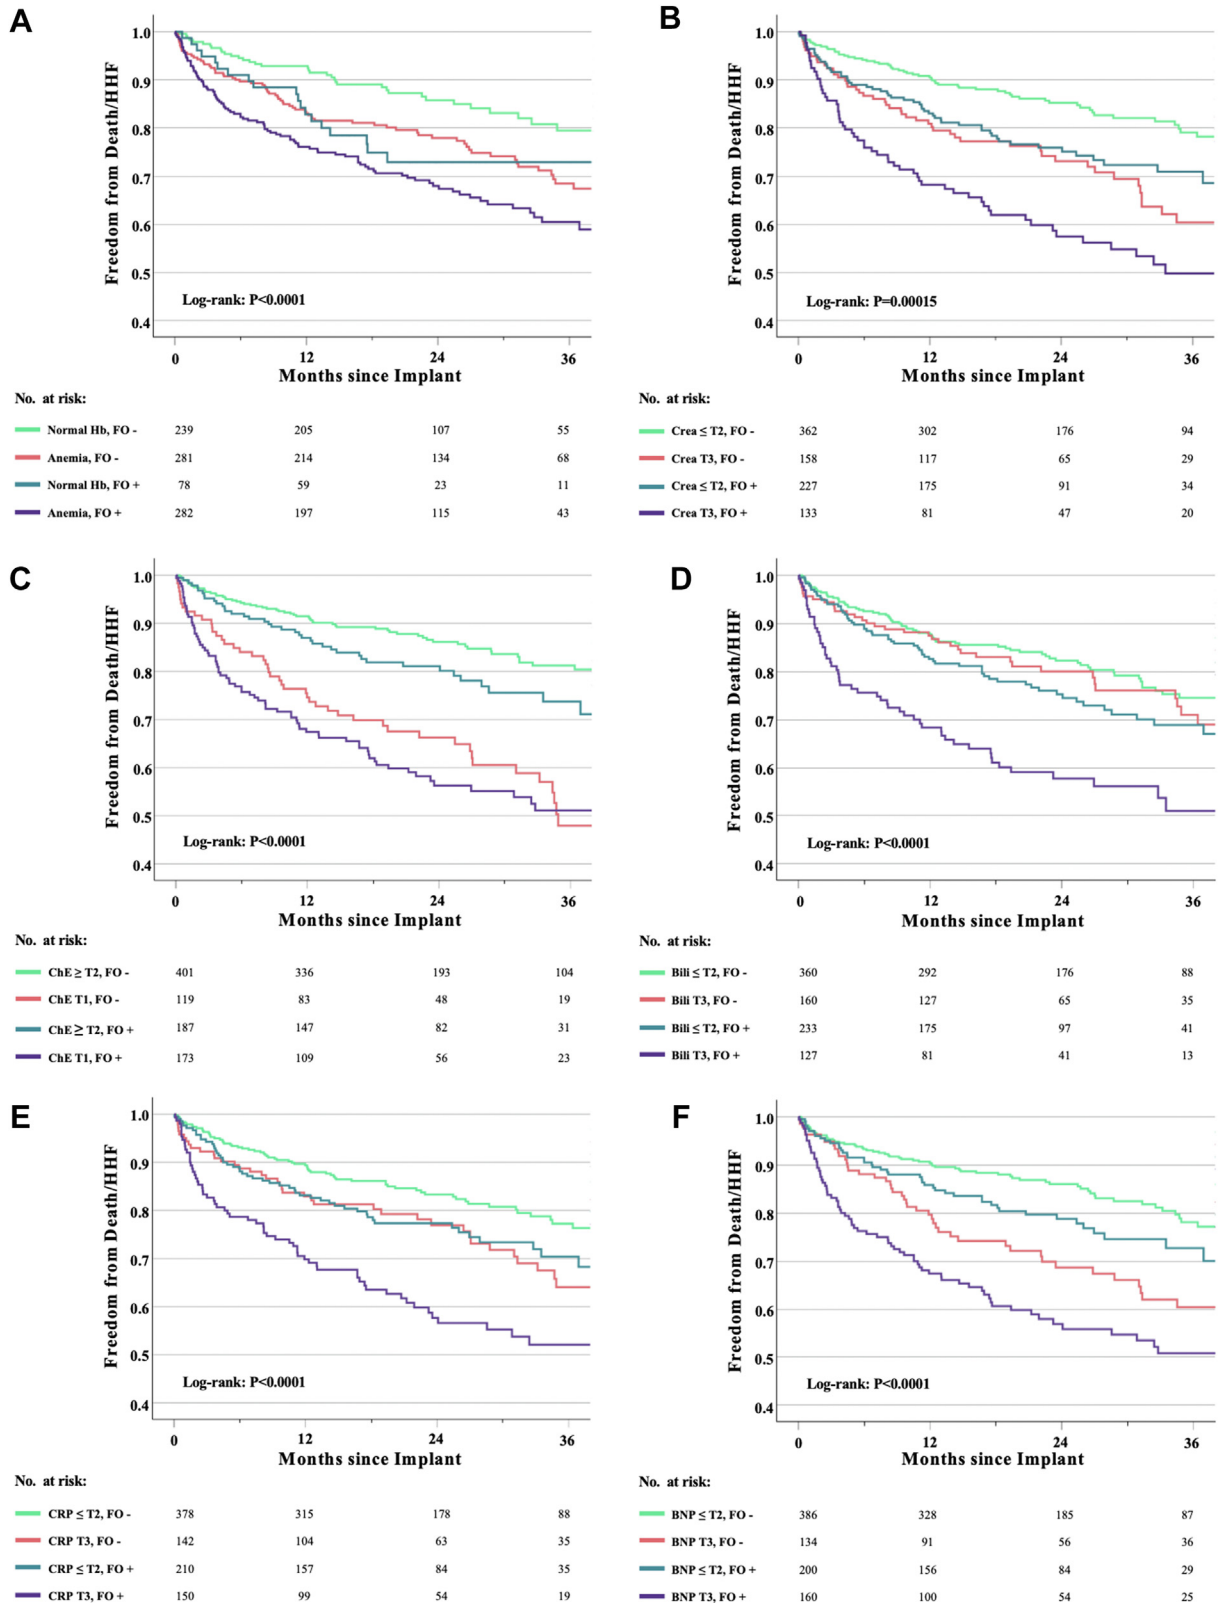 A
Freedom from Death/HHF
1.0
0.9
0.8
0.7
0.6
0.5
0.4
Log-rank: P<0.0001
0 12 24 36
Months since Implant
No. at risk:
Normal Hb, FO - 239 205 107 55
Anemia, FO - 281 214 134 68
Normal Hb, FO + 78 59 23 11
Anemia, FO + 282 197 115 43
B
Freedom from Death/HHF
1.0
0.9
0.8
0.7
0.6
0.5
0.4
Log-rank: P=0.00015
0 12 24 36
Months since Implant
No. at risk:
Crea ≤ T2, FO - 362 302 176 94
Crea T3, FO - 158 117 65 29
Crea ≤ T2, FO + 227 175 91 34
Crea T3, FO + 133 81 47 20
C
Freedom from Death/HHF
1.0
0.9
0.8
0.7
0.6
0.5
0.4
Log-rank: P<0.0001
0 12 24 36
Months since Implant
No. at risk:
ChE ≥ T2, FO - 401 336 193 104
ChE T1, FO - 119 83 48 19
ChE ≥ T2, FO + 187 147 82 31
ChE T1, FO + 173 109 56 23
D
Freedom from Death/HHF
1.0
0.9
0.8
0.7
0.6
0.5
0.4
Log-rank: P<0.0001
0 12 24 36
Months since Implant
No. at risk:
Bili ≤ T2, FO - 360 292 176 88
Bili T3, FO - 160 127 65 35
Bili ≤ T2, FO + 233 175 97 41
Bili T3, FO + 127 81 41 13
E
Freedom from Death/HHF
1.0
0.9
0.8
0.7
0.6
0.5
0.4
Log-rank: P<0.0001
0 12 24 36
Months since Implant
No. at risk:
CRP ≤ T2, FO - 378 315 178 88
CRP T3, FO - 142 104 63 35
CRP ≤ T2, FO + 210 157 84 35
CRP T3, FO + 150 99 54 19
F
Freedom from Death/HHF
1.0
0.9
0.8
0.7
0.6
0.5
0.4
Log-rank: P<0.0001
0 12 24 36
Months since Implant
No. at risk:
BNP ≤ T2, FO - 386 328 185 87
BNP T3, FO - 134 91 56 36
BNP ≤ T2, FO + 200 156 84 29
BNP T3, FO + 160 100 54 25